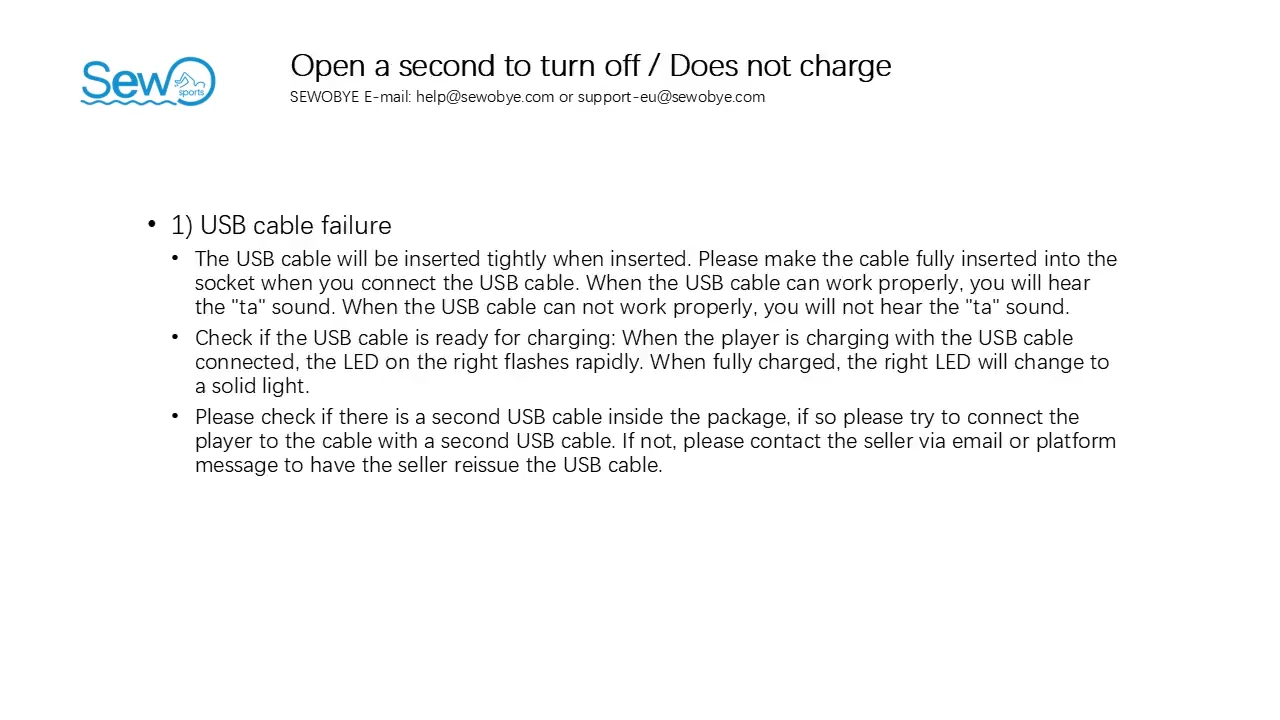 Sew
sports
Open a second to turn off / Does not charge
SEWOBYE E-mail: help@sewobye.com or support-eu@sewobye.com
• 1) USB cable failure
• The USB cable will be inserted tightly when inserted. Please make the cable fully inserted into the
socket when you connect the USB cable. When the USB cable can work properly, you will hear
the "ta" sound. When the USB cable can not work properly, you will not hear the "ta" sound.
• Check if the USB cable is ready for charging: When the player is charging with the USB cable
connected, the LED on the right flashes rapidly. When fully charged, the right LED will change to
a solid light.
• Please check if there is a second USB cable inside the package, if so please try to connect the
player to the cable with a second USB cable. If not, please contact the seller via email or platform
message to have the seller reissue the USB cable.